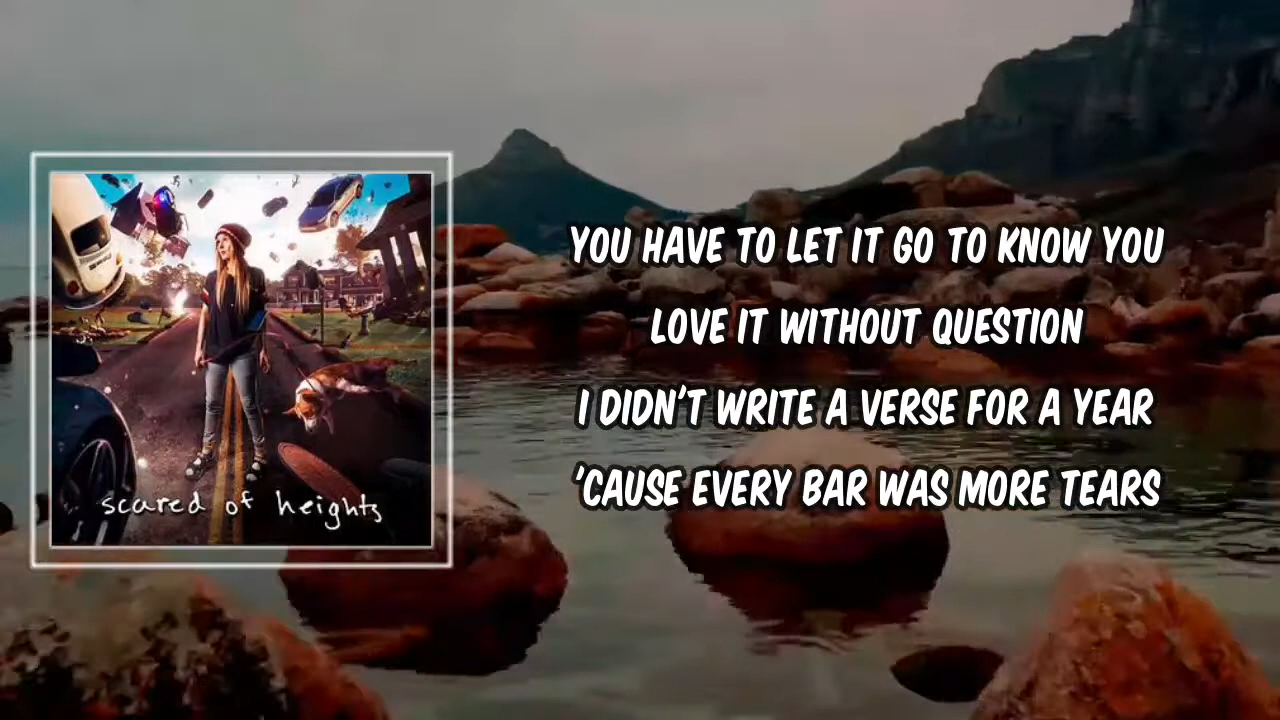 scared of heights
YOU HAVE TO LET IT GO TO KNOW YOU
LOVE IT WITHOUT QUESTION
I DIDN'T WRITE A VERSE FOR A YEAR
'CAUSE EVERY BAR WAS MORE TEARS